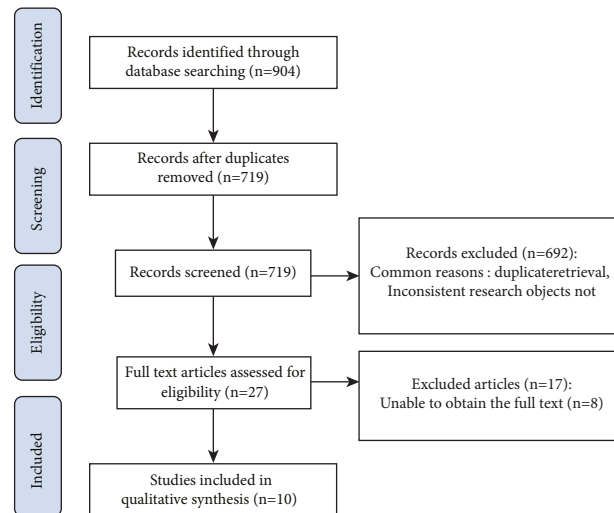 Identification
Records identified through
database searching (n=904)
Screening
Records after duplicates
removed (n=719)
Records screened (n=719)
Records excluded (n=692):
Common reasons : duplicateretrieval,
Inconsistent research objects not
Eligibility
Full text articles assessed for
eligibility (n=27)
Excluded articles (n=17):
Unable to obtain the full text (n=8)
Included
Studies included in
qualitative synthesis (n=10)